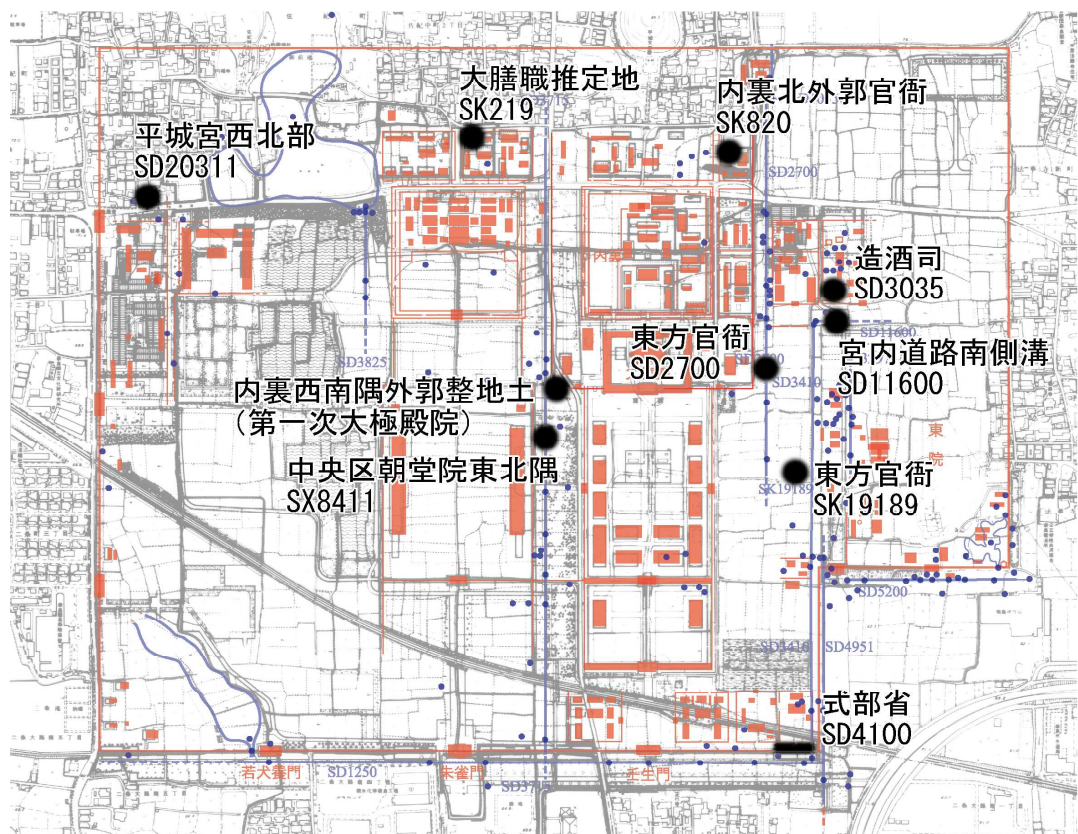 大膳職推定地
SK219
内裏北外郭官衙
SK820
平城宮西北部
SD20311
SD2700
造酒司
SD3035
SD11600
宮内道路南側溝
SD11600
東方官衙
SD2700
SD3825
SD3410
内裏西南隅外郭整地土
(第一次大極殿院)
中央区朝堂院東北隅
SX8411
東院
東方官衙
SK19189
SK19189
SD5200
SD3410
SD4951
式部省
SD4100
若犬養門
朱雀門
壬生門
SD1250